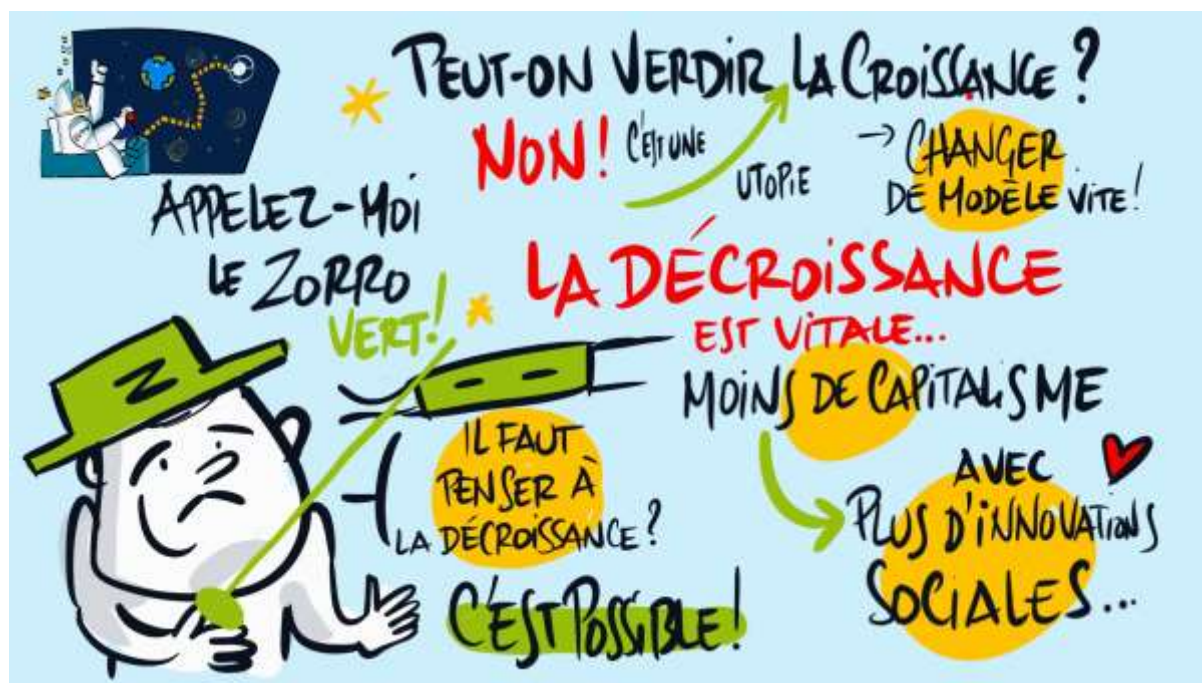 PEUT-ON VERDIR LA CROISSANCE ?
NON ! C'EST UNE UTOPIE
→ CHANGER
DE MODÈLE VITE !
APPELEZ-MOI
LE ZORRO
VERT !
Z
LA DÉCROISSANCE
EST VITALE...
MOINS DE CAPITALISME
AVEC
PLUS D'INNOVATIONS
SOCIALES...
IL FAUT
PENSER À
LA DÉCROISSANCE ?
C'EST POSSIBLE !